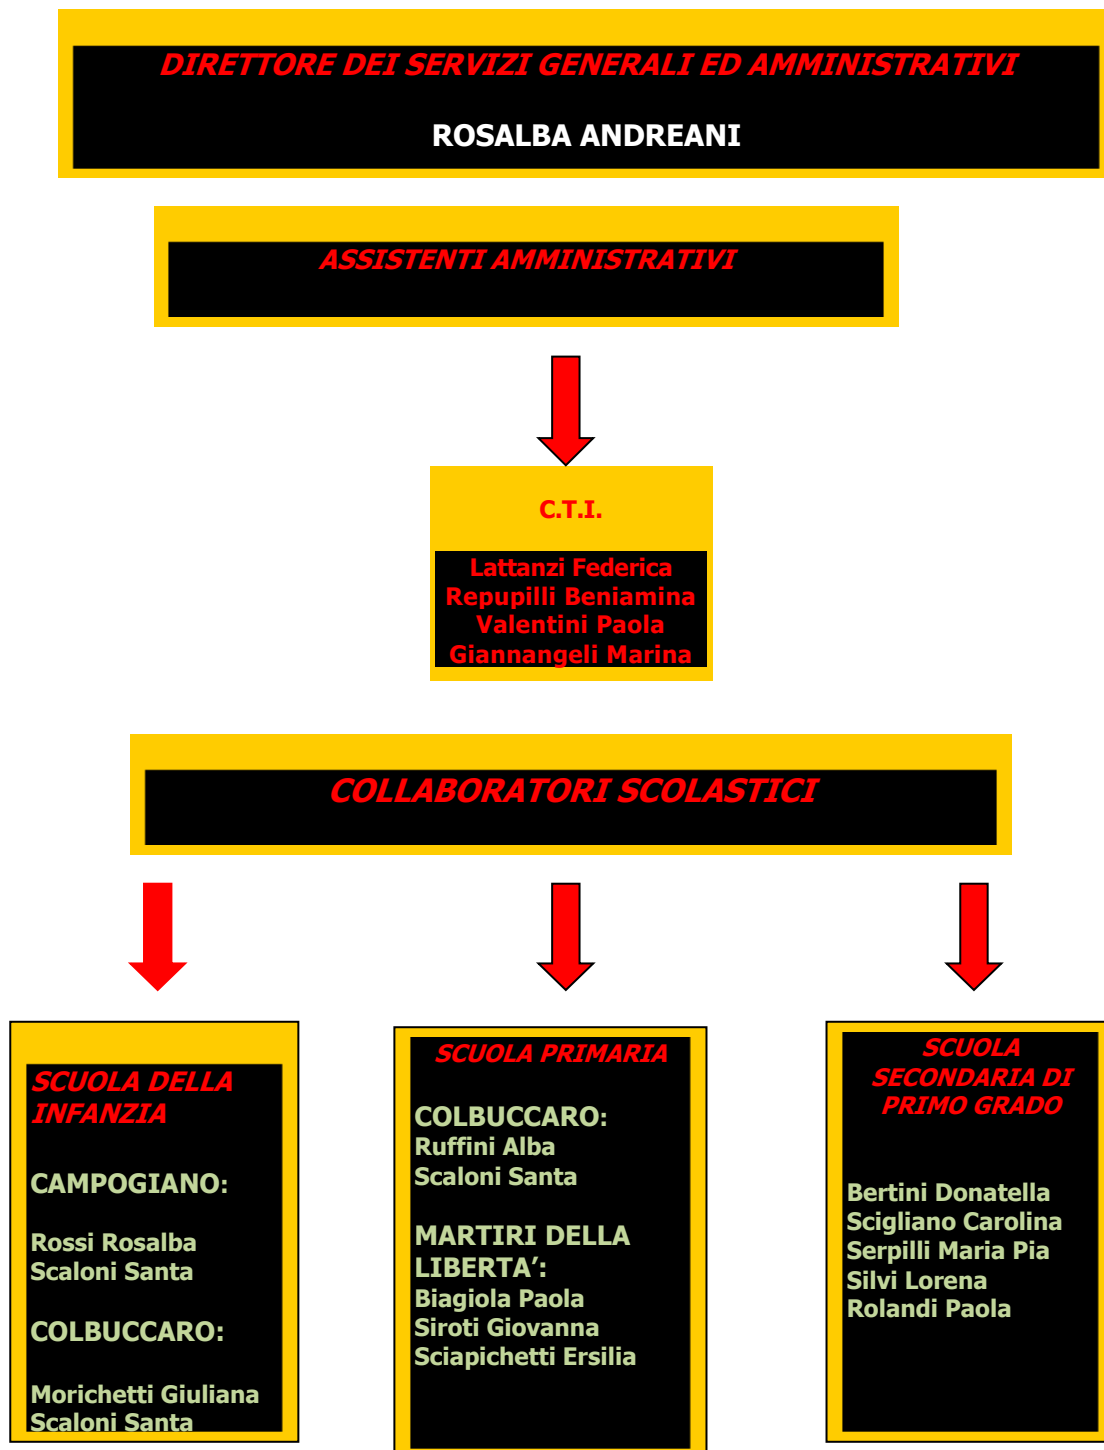 DIRETTORE DEI SERVIZI GENERALI ED AMMINISTRATIVI
ROSALBA ANDREANI
ASSISTENTI AMMINISTRATIVI
C.T.I.
Lattanzi Federica
Repupilli Beniamina
Valentini Paola
Giannangeli Marina
COLLABORATORI SCOLASTICI
SCUOLA DELLA
INFANZIA
CAMPOGIANO:
Rossi Rosalba
Scaloni Santa
COLBUCCARO:
Morichetti Giuliana
Scaloni Santa
SCUOLA PRIMARIA
COLBUCCARO:
Ruffini Alba
Scaloni Santa
MARTIRI DELLA
LIBERTA’:
Biagiola Paola
Siroti Giovanna
Sciapichetti Ersilia
SCUOLA
SECONDARIA DI
PRIMO GRADO
Bertini Donatella
Scigliano Carolina
Serpilli Maria Pia
Silvi Lorena
Rolandi Paola